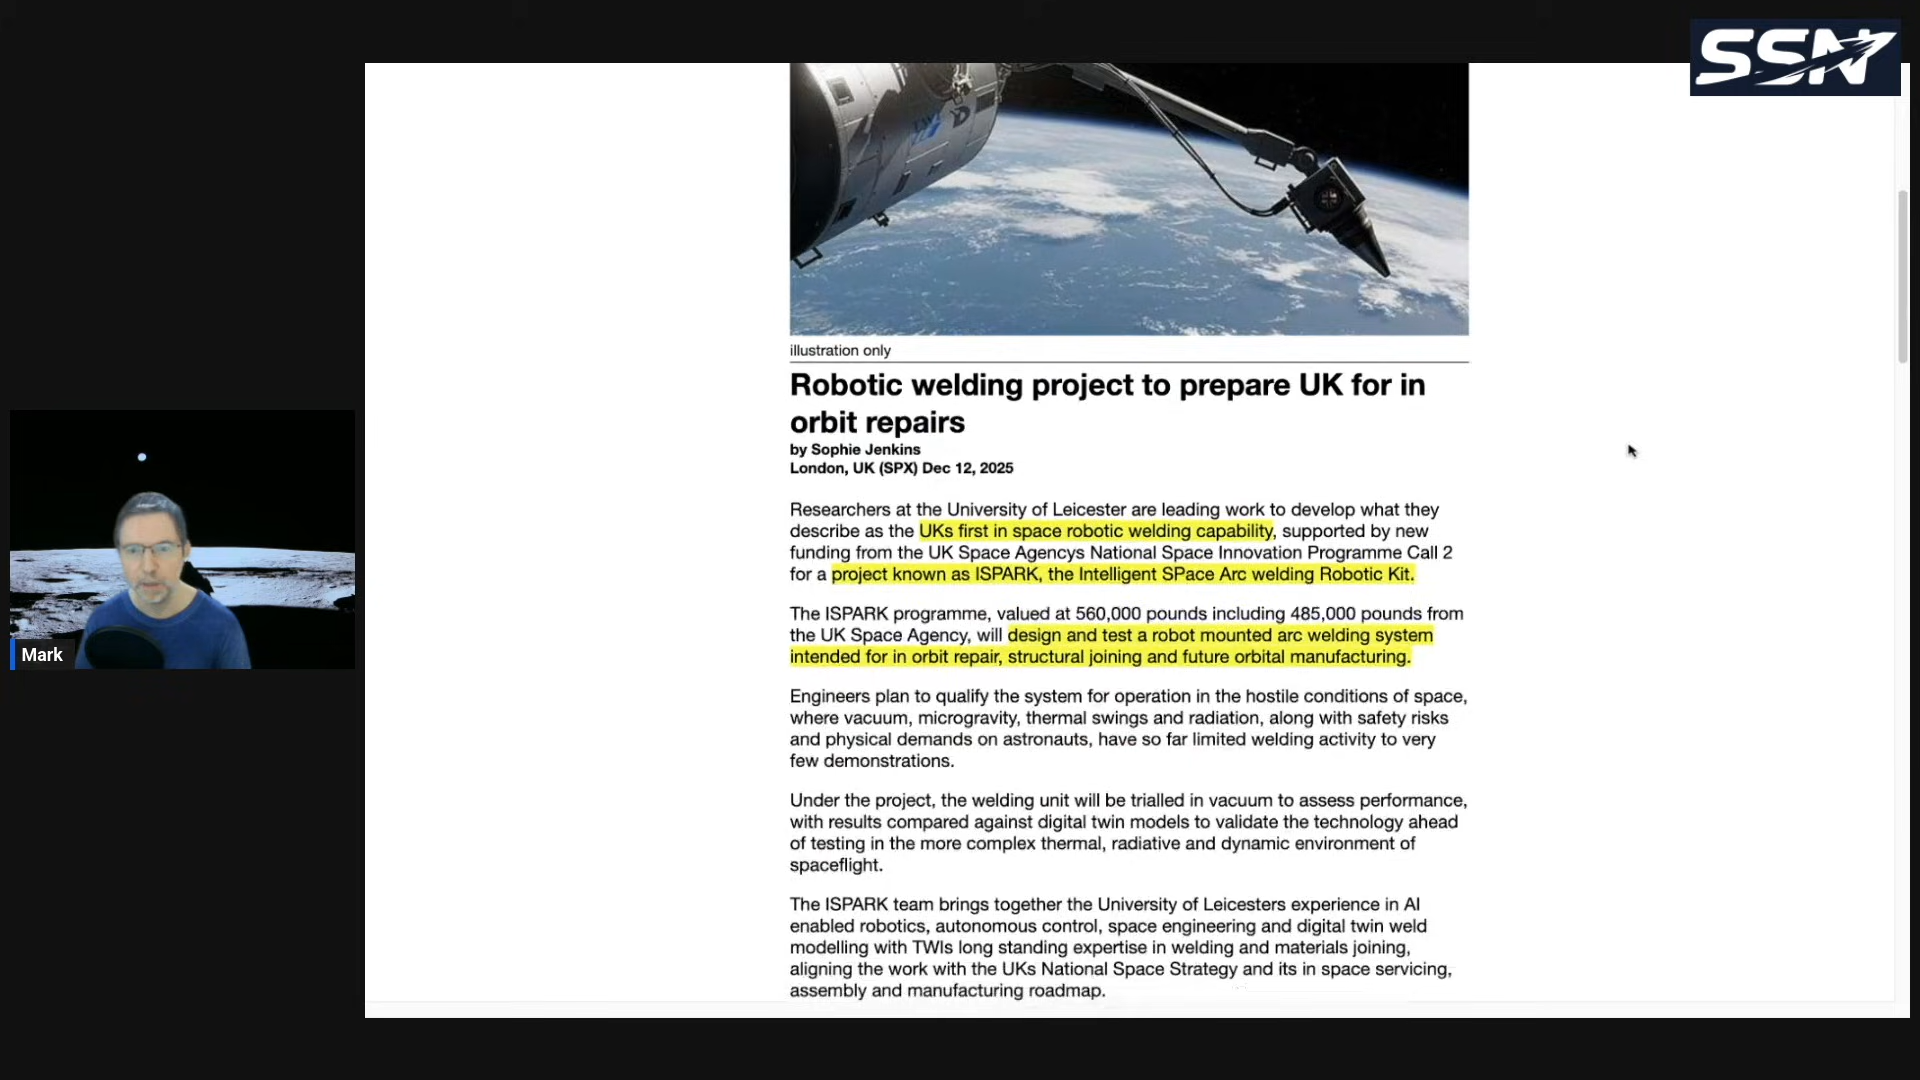 SSN
illustration only
Robotic welding project to prepare UK for in
orbit repairs
by Sophie Jenkins
London, UK (SPX) Dec 12, 2025
Researchers at the University of Leicester are leading work to develop what they
describe as the UKs first in space robotic welding capability, supported by new
funding from the UK Space Agencys National Space Innovation Programme Call 2
for a project known as ISPARK, the Intelligent SPace Arc welding Robotic Kit.
The ISPARK programme, valued at 560,000 pounds including 485,000 pounds from
the UK Space Agency, will design and test a robot mounted arc welding system
intended for in orbit repair, structural joining and future orbital manufacturing.
Engineers plan to qualify the system for operation in the hostile conditions of space,
where vacuum, microgravity, thermal swings and radiation, along with safety risks
and physical demands on astronauts, have so far limited welding activity to very
few demonstrations.
Under the project, the welding unit will be trialled in vacuum to assess performance,
with results compared against digital twin models to validate the technology ahead
of testing in the more complex thermal, radiative and dynamic environment of
spaceflight.
The ISPARK team brings together the University of Leicesters experience in AI
enabled robotics, autonomous control, space engineering and digital twin weld
modelling with TWIs long standing expertise in welding and materials joining,
aligning the work with the UKs National Space Strategy and its in space servicing,
assembly and manufacturing roadmap.
Mark